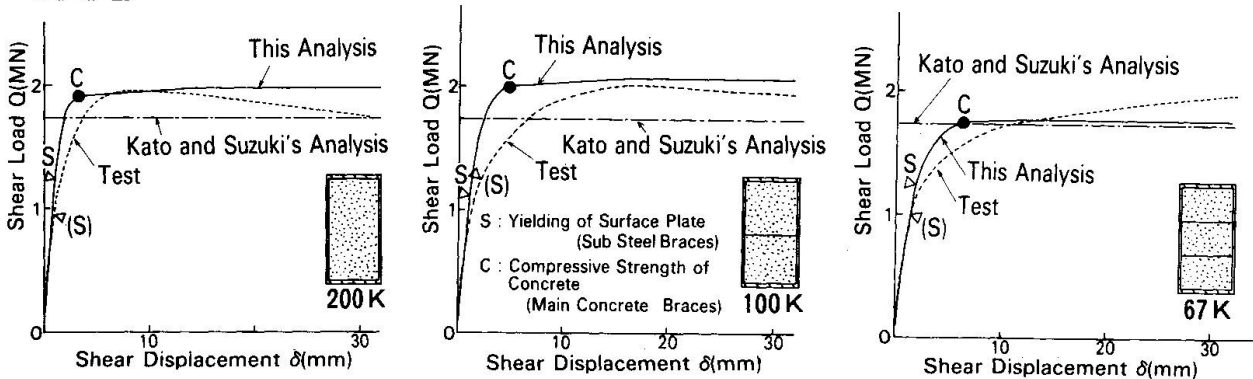 Shear Load Q(MN)
2
1
0
This Analysis
C
Kato and Suzuki's Analysis
S
Test
(S)
200 K
10
20
30
Shear Displacement δ(mm)
Shear Load Q(MN)
2
1
0
This Analysis
C
Kato and Suzuki's Analysis
S
(S)
Test
S : Yielding of Surface Plate
(Sub Steel Braces)
C : Compressive Strength of
Concrete
(Main Concrete Braces)
100 K
10
20
30
Shear Displacement δ(mm)
Shear Load Q(MN)
2
1
0
Kato and Suzuki's Analysis
C
S
This Analysis
Test
(S)
67 K
10
20
30
Shear Displacement δ(mm)